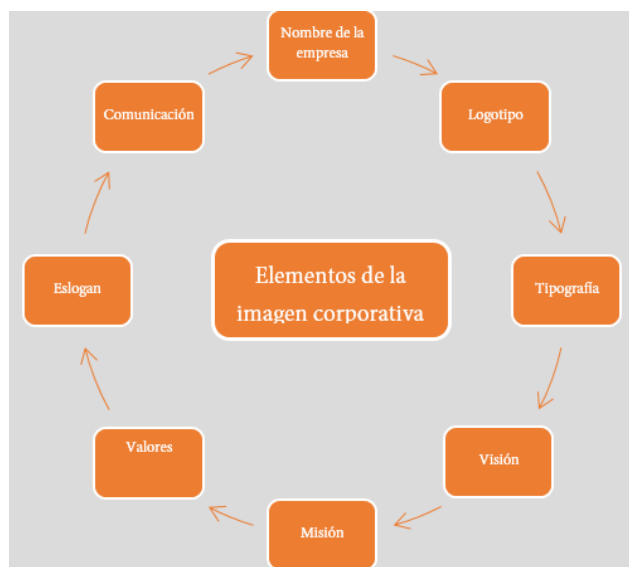 Nombre de la
empresa
Logotipo
Tipografía
Visión
Misión
Valores
Eslogan
Comunicación
Elementos de la
imagen corporativa